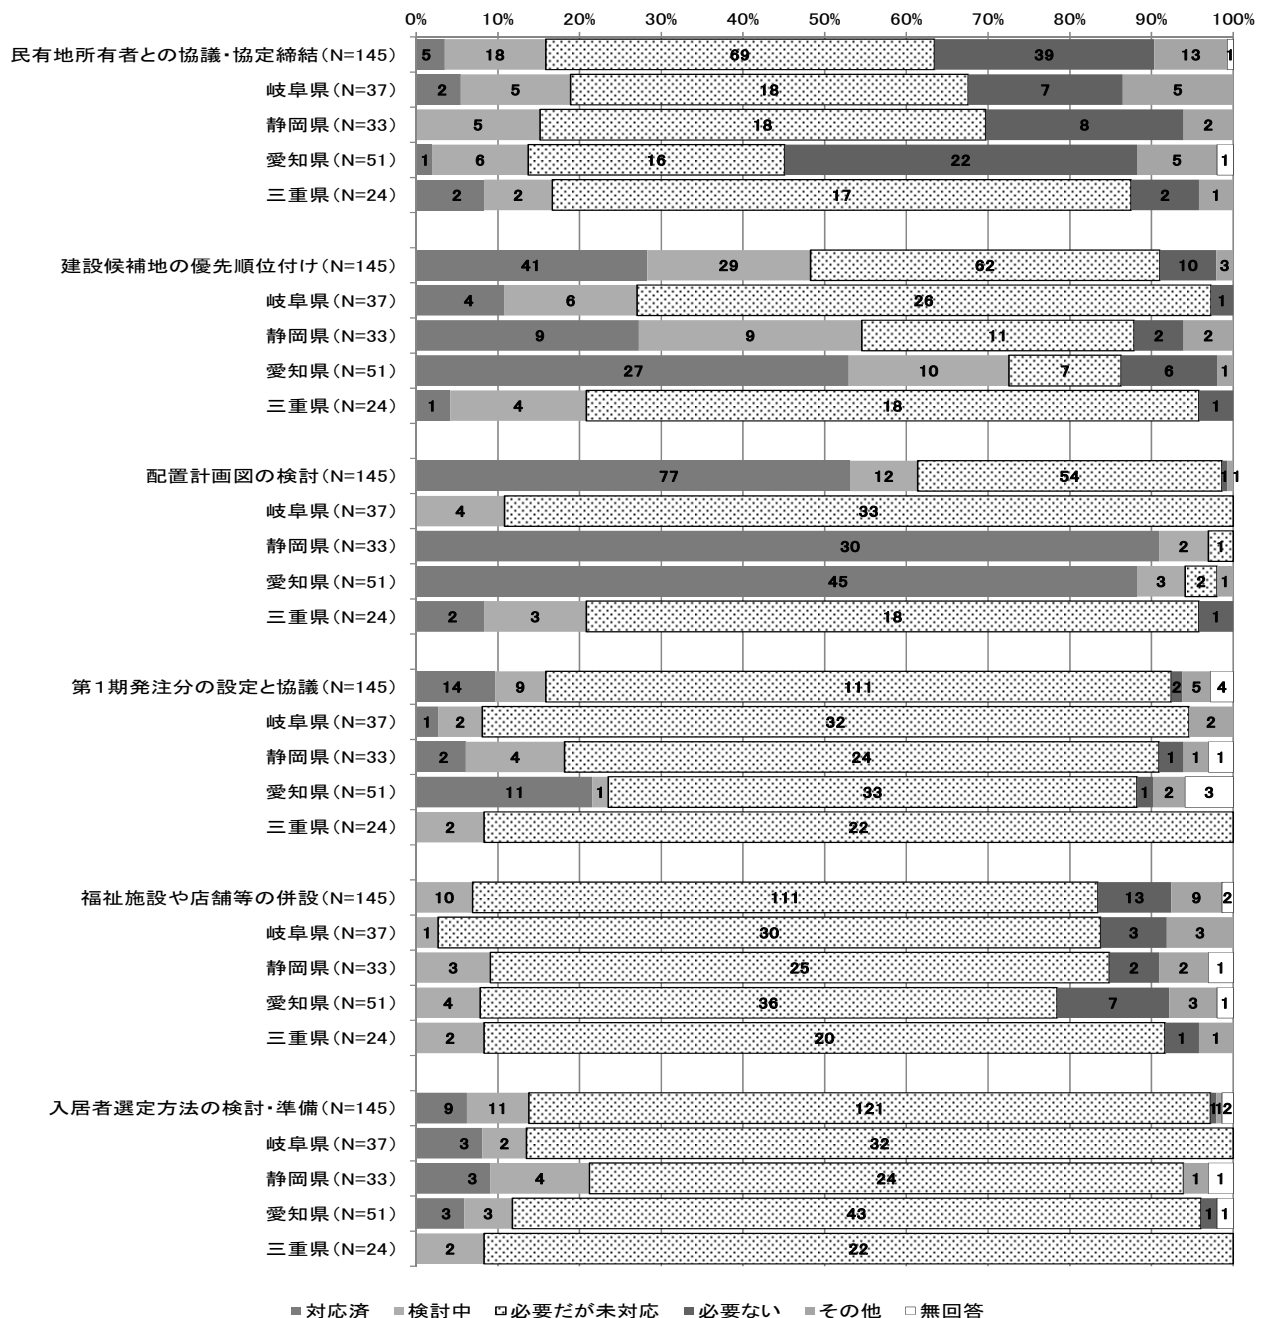 0% 10% 20% 30% 40% 50% 60% 70% 80% 90% 100%
民有地所有者との協議・協定締結(N=145) 5 18 69 39 13 1
岐阜県(N=37) 2 5 18 7 5
静岡県(N=33) 5 18 8 2
愛知県(N=51) 1 6 16 22 5 1
三重県(N=24) 2 2 17 2 1
建設候補地の優先順位付け(N=145) 41 29 62 10 3
岐阜県(N=37) 4 6 26 1
静岡県(N=33) 9 9 11 2 2
愛知県(N=51) 27 10 7 6 1
三重県(N=24) 1 4 18 1
配置計画図の検討(N=145) 77 12 54 1 1
岐阜県(N=37) 4 33
静岡県(N=33) 30 2 1
愛知県(N=51) 45 3 2 1
三重県(N=24) 2 3 18 1
第1期発注分の設定と協議(N=145) 14 9 111 2 5 4
岐阜県(N=37) 1 2 32 2
静岡県(N=33) 2 4 24 1 1 1
愛知県(N=51) 11 1 33 1 2 3
三重県(N=24) 2 22
福祉施設や店舗等の併設(N=145) 10 111 13 9 2
岐阜県(N=37) 1 30 3 3
静岡県(N=33) 3 25 2 2 1
愛知県(N=51) 4 36 7 3 1
三重県(N=24) 2 20 1 1
入居者選定方法の検討・準備(N=145) 9 11 121 1 1 2
岐阜県(N=37) 3 2 32
静岡県(N=33) 3 4 24 1 1
愛知県(N=51) 3 3 43 1 1
三重県(N=24) 2 22
対応済 検討中 必要だが未対応 必要ない その他 無回答